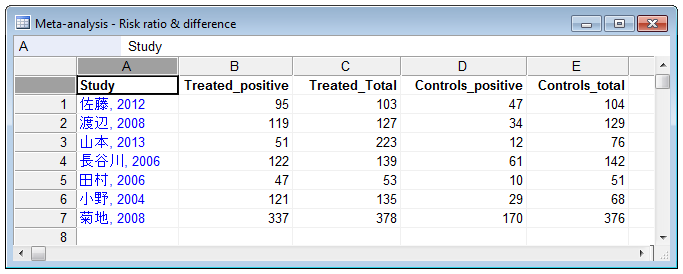 Meta-analysis - Risk ratio & difference
A Study
A B C D E
Study Treated_positive Treated_Total Controls_positive Controls_total
1 佐藤, 2012 95 103 47 104
2 渡辺, 2008 119 127 34 129
3 山本, 2013 51 223 12 76
4 長谷川, 2006 122 139 61 142
5 田村, 2006 47 53 10 51
6 小野, 2004 121 135 29 68
7 菊地, 2008 337 378 170 376
8